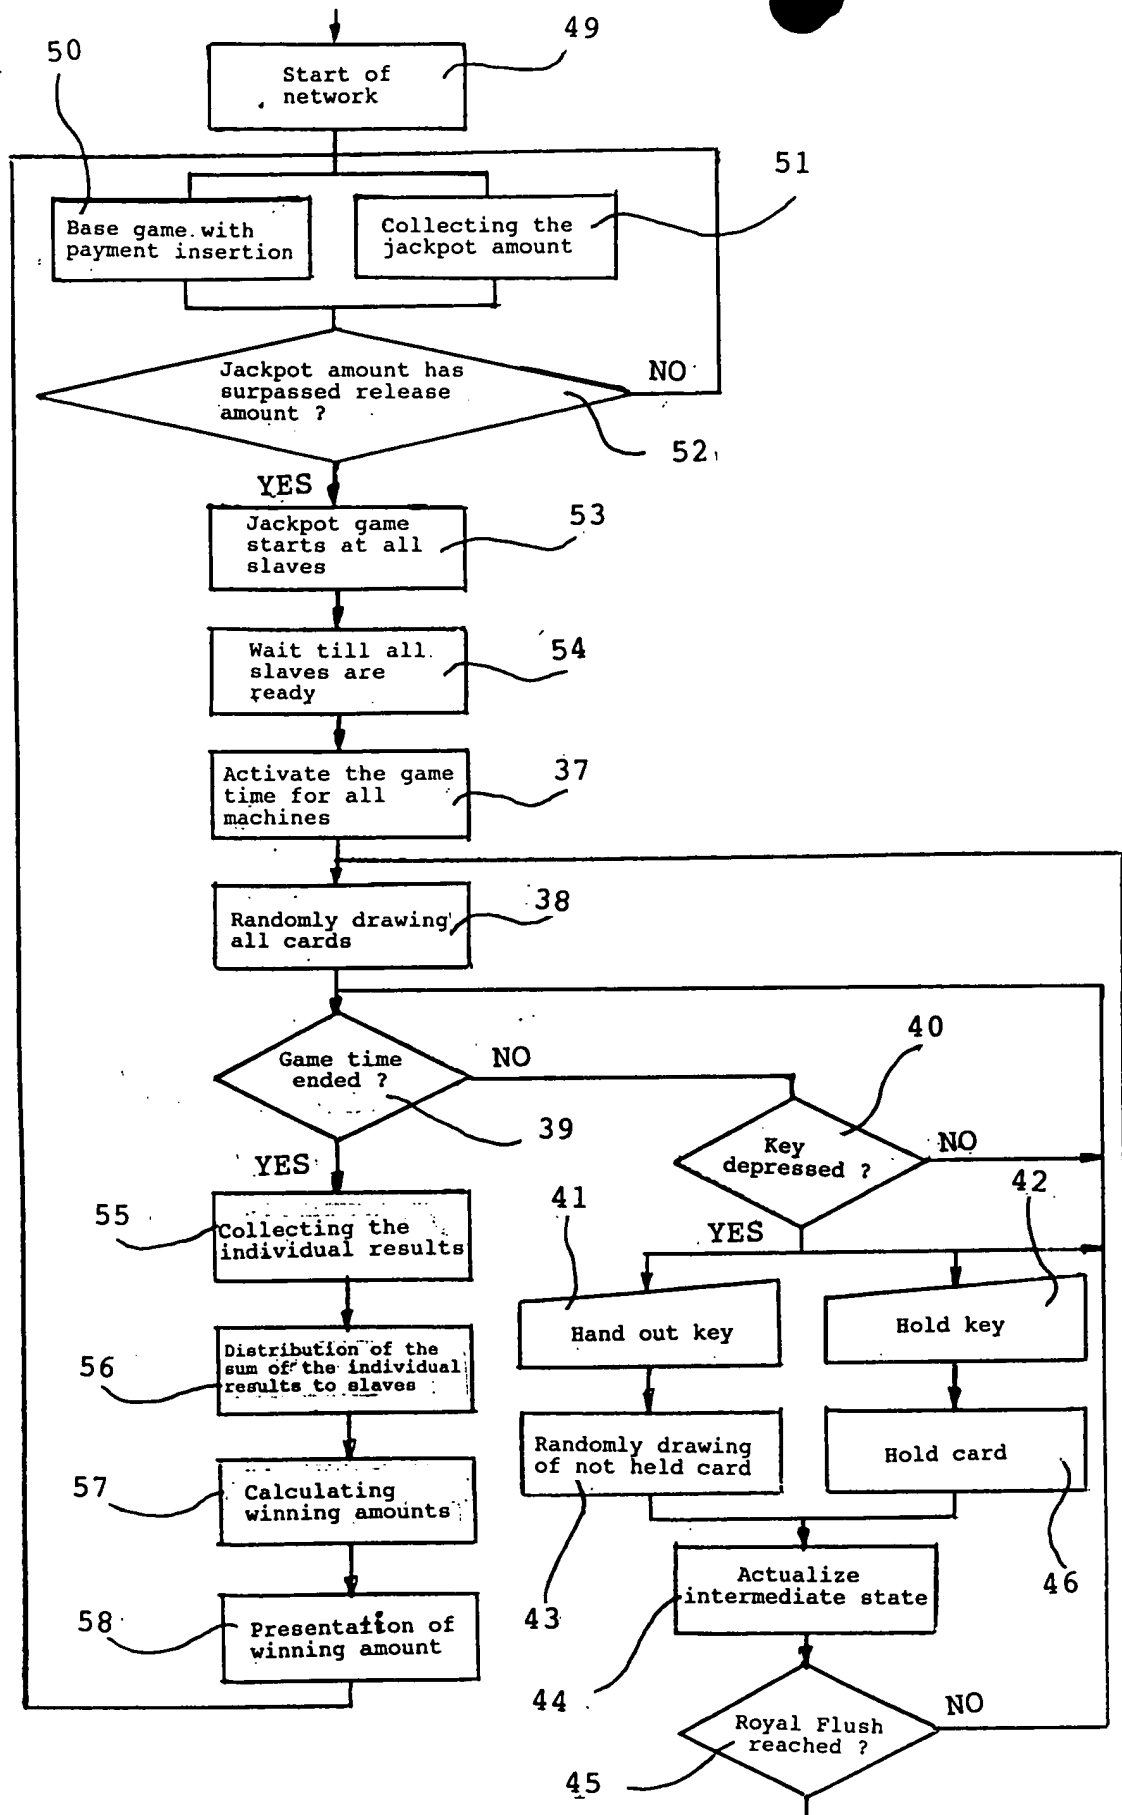 49
50
Start of
network
51
Base game with
payment insertion
Collecting the
jackpot amount
Jackpot amount has
surpassed release
amount ?
NO
52
YES
53
Jackpot game
starts at all
slaves
54
Wait till all
slaves are
ready
37
Activate the game
time for all
machines
38
Randomly drawing
all cards
40
Game time
ended ?
NO
39
Key
depressed ?
NO
YES
41
42
55
Collecting the
individual results
YES
Hand out key
Hold key
56
Distribution of the
sum of the individual
results to slaves
Randomly drawing
of not held card
Hold card
57
Calculating
winning amounts
43
46
Actualize
intermediate state
58
Presentation of
winning amount
44
NO
Royal Flush
reached ?
45